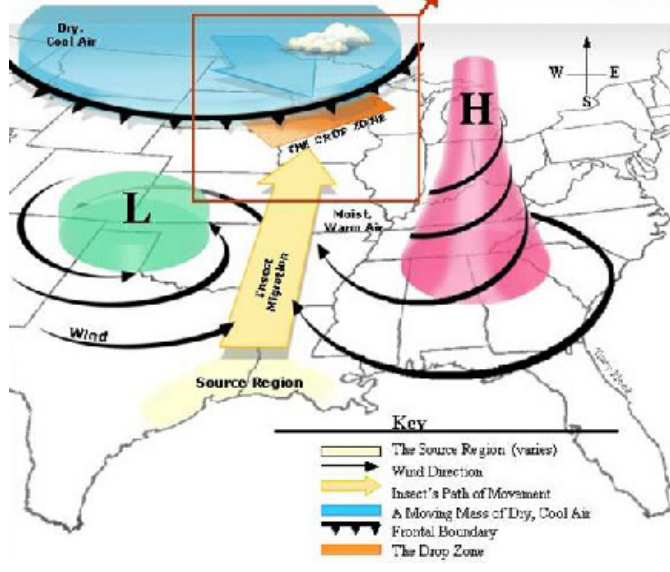 Dry,
Cool Air
W
E
S
H
THE DROP ZONE
L
Moist,
Warm Air
Insect
Migration
Wind
Source Region
Key
The Source Region (varies)
Wind Direction
Insect's Path of Movement
A Moving Mass of Dry, Cool Air
Frontal Boundary
The Drop Zone